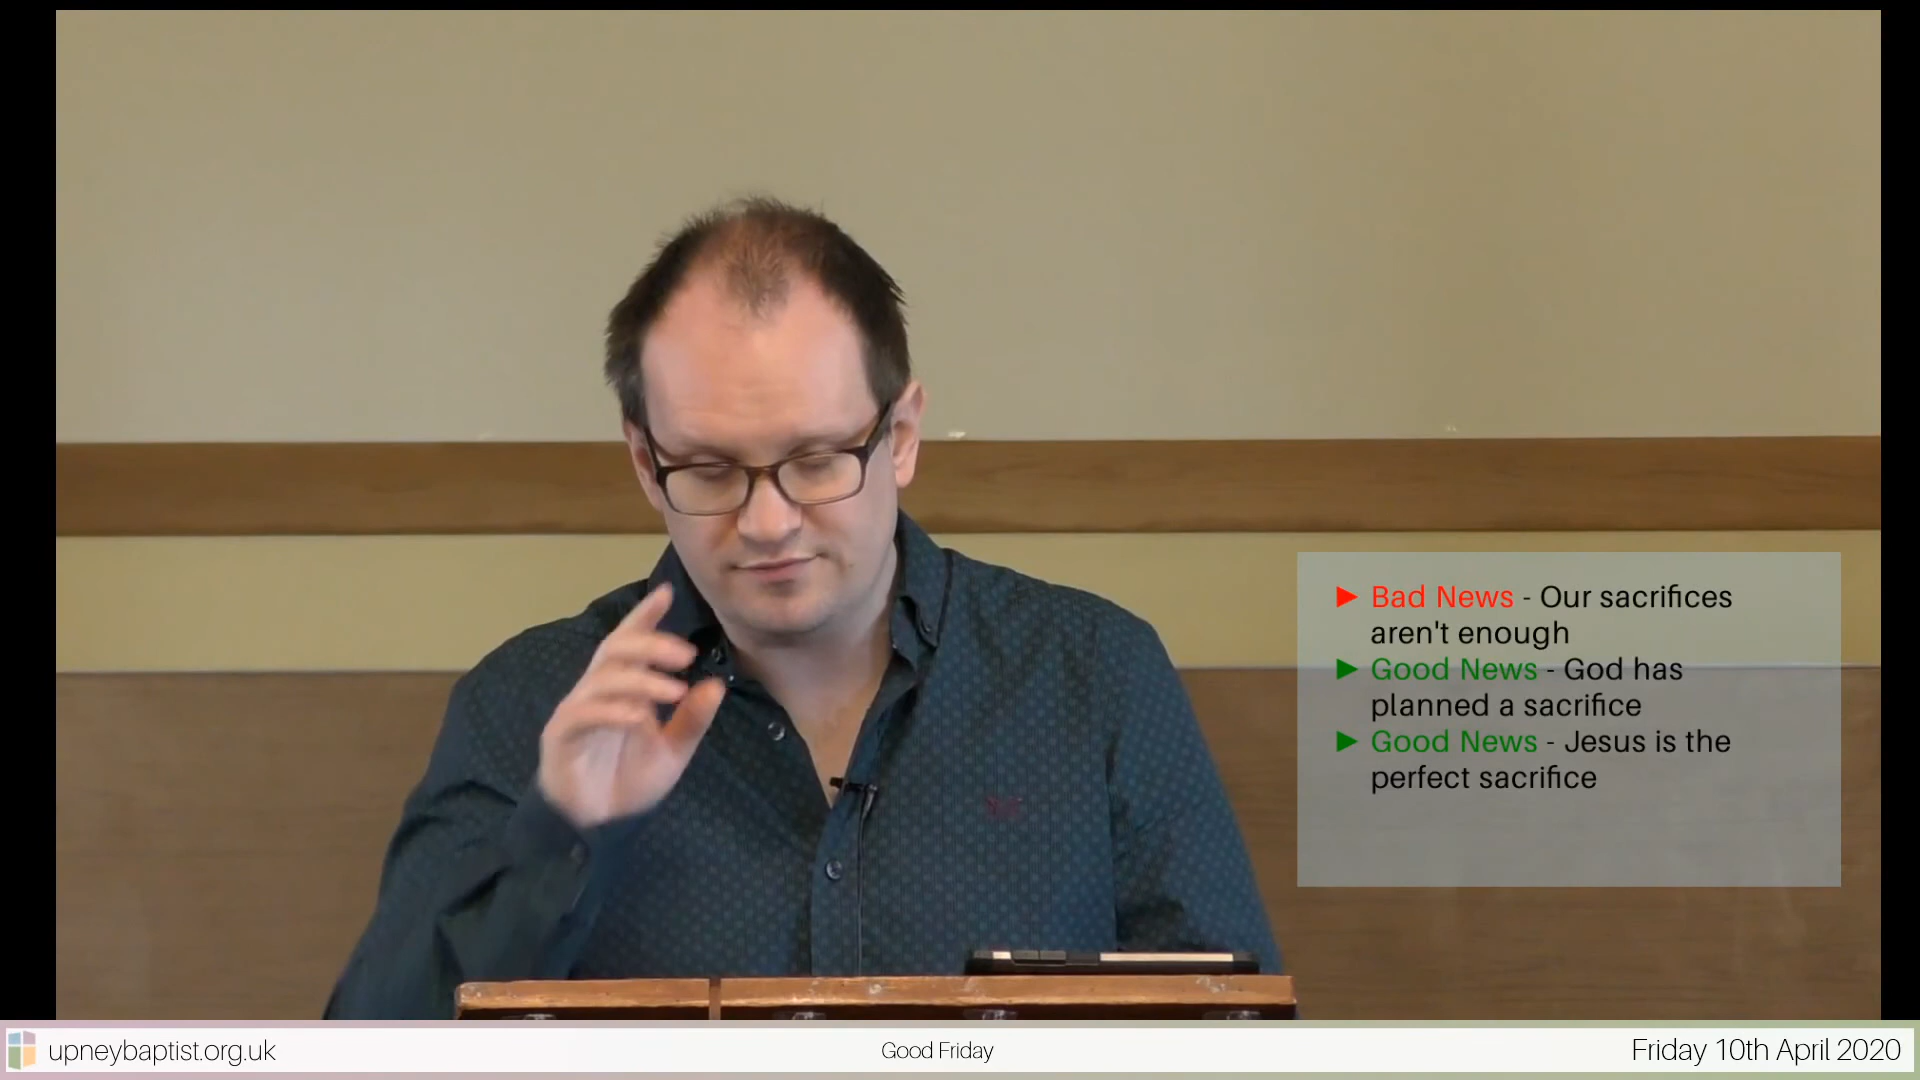 ► Bad News - Our sacrifices
aren't enough
► Good News - God has
planned a sacrifice
► Good News - Jesus is the
perfect sacrifice
upneybaptist.org.uk
Good Friday
Friday 10th April 2020